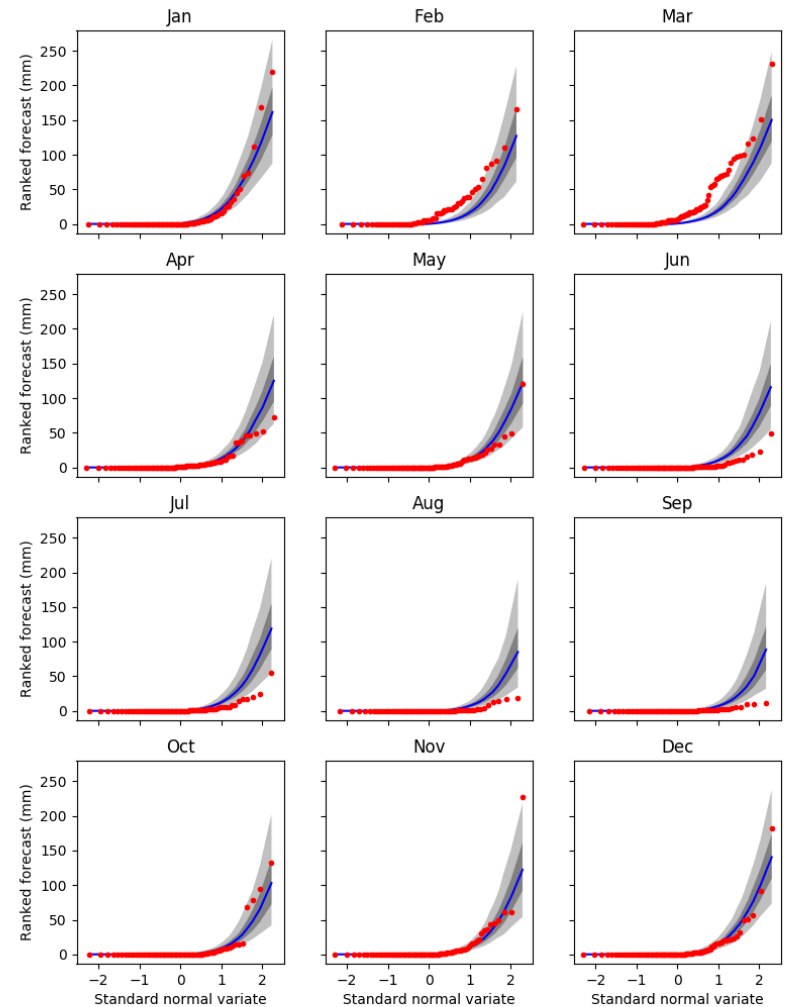 Jan Feb Mar
250
200
150
100
50
0
Ranked forecast (mm)
Apr May Jun
250
200
150
100
50
0
Ranked forecast (mm)
Jul Aug Sep
250
200
150
100
50
0
Ranked forecast (mm)
Oct Nov Dec
250
200
150
100
50
0
Ranked forecast (mm)
−2 −1 0 1 2 −2 −1 0 1 2 −2 −1 0 1 2
Standard normal variate Standard normal variate Standard normal variate